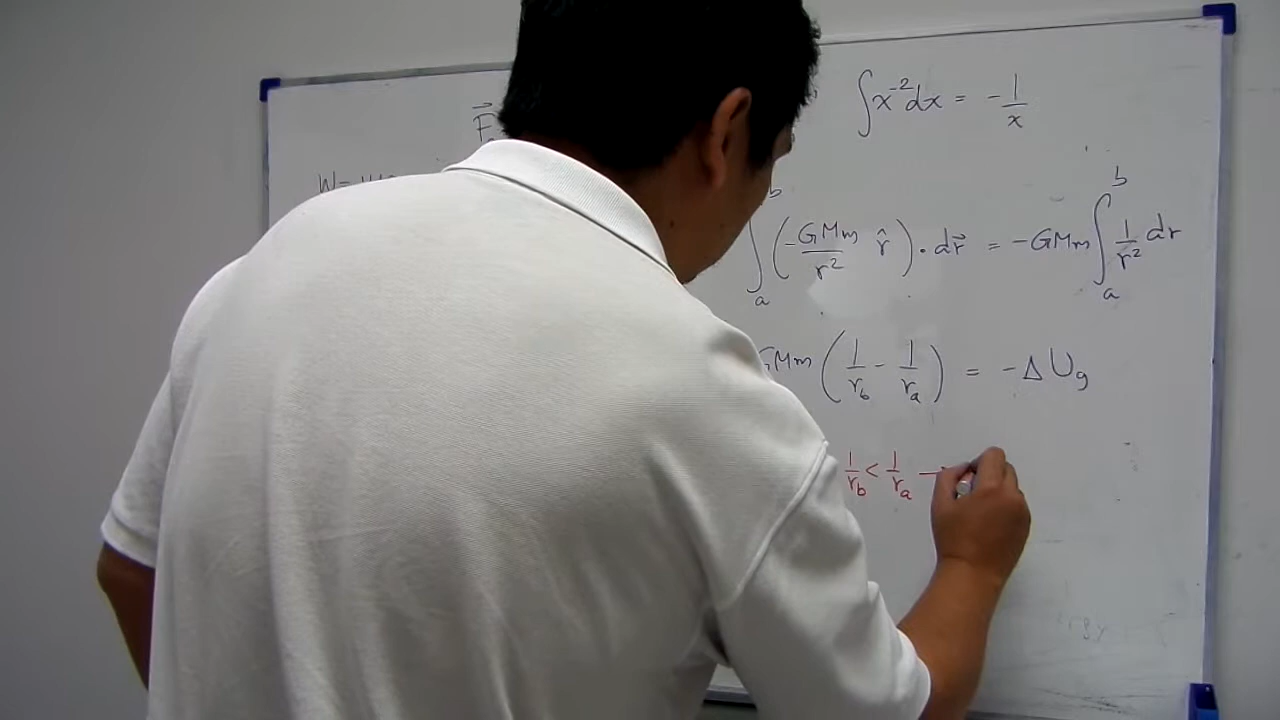 ∫x⁻²dx = -1/x
F⃗
W=
∫ₐᵇ (-GMm/r² r̂)·dr⃗ = -GMm ∫ₐᵇ 1/r² dr
GMm (1/r_b - 1/r_a) = -ΔU_g
1/r_b < 1/r_a